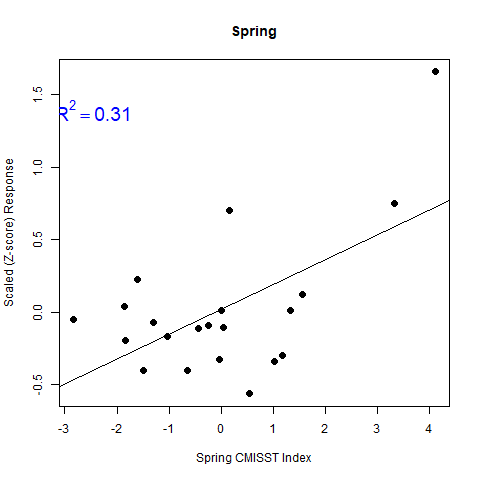 Spring
R² = 0.31
Scaled (Z-score) Response
1.5
1.0
0.5
0.0
-0.5
-3 -2 -1 0 1 2 3 4
Spring CMISST Index